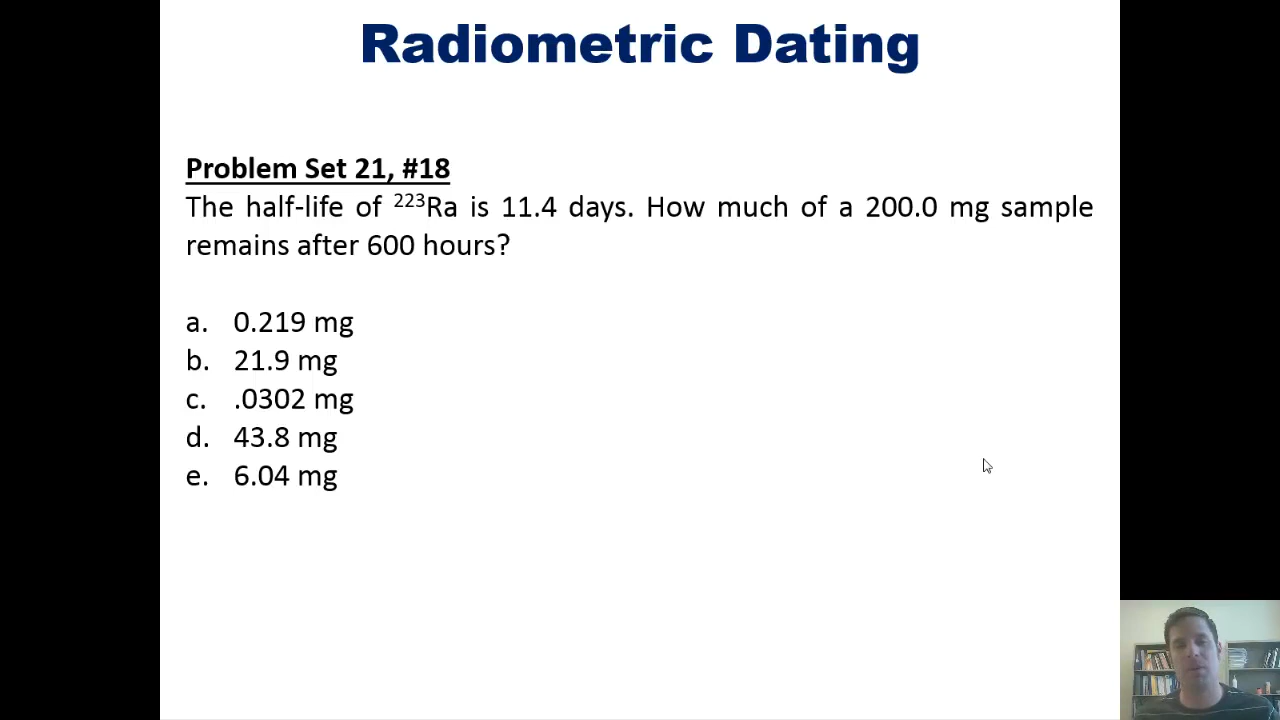 Radiometric Dating
Problem Set 21, #18
The half-life of ²²³Ra is 11.4 days. How much of a 200.0 mg sample
remains after 600 hours?
a. 0.219 mg
b. 21.9 mg
c. .0302 mg
d. 43.8 mg
e. 6.04 mg